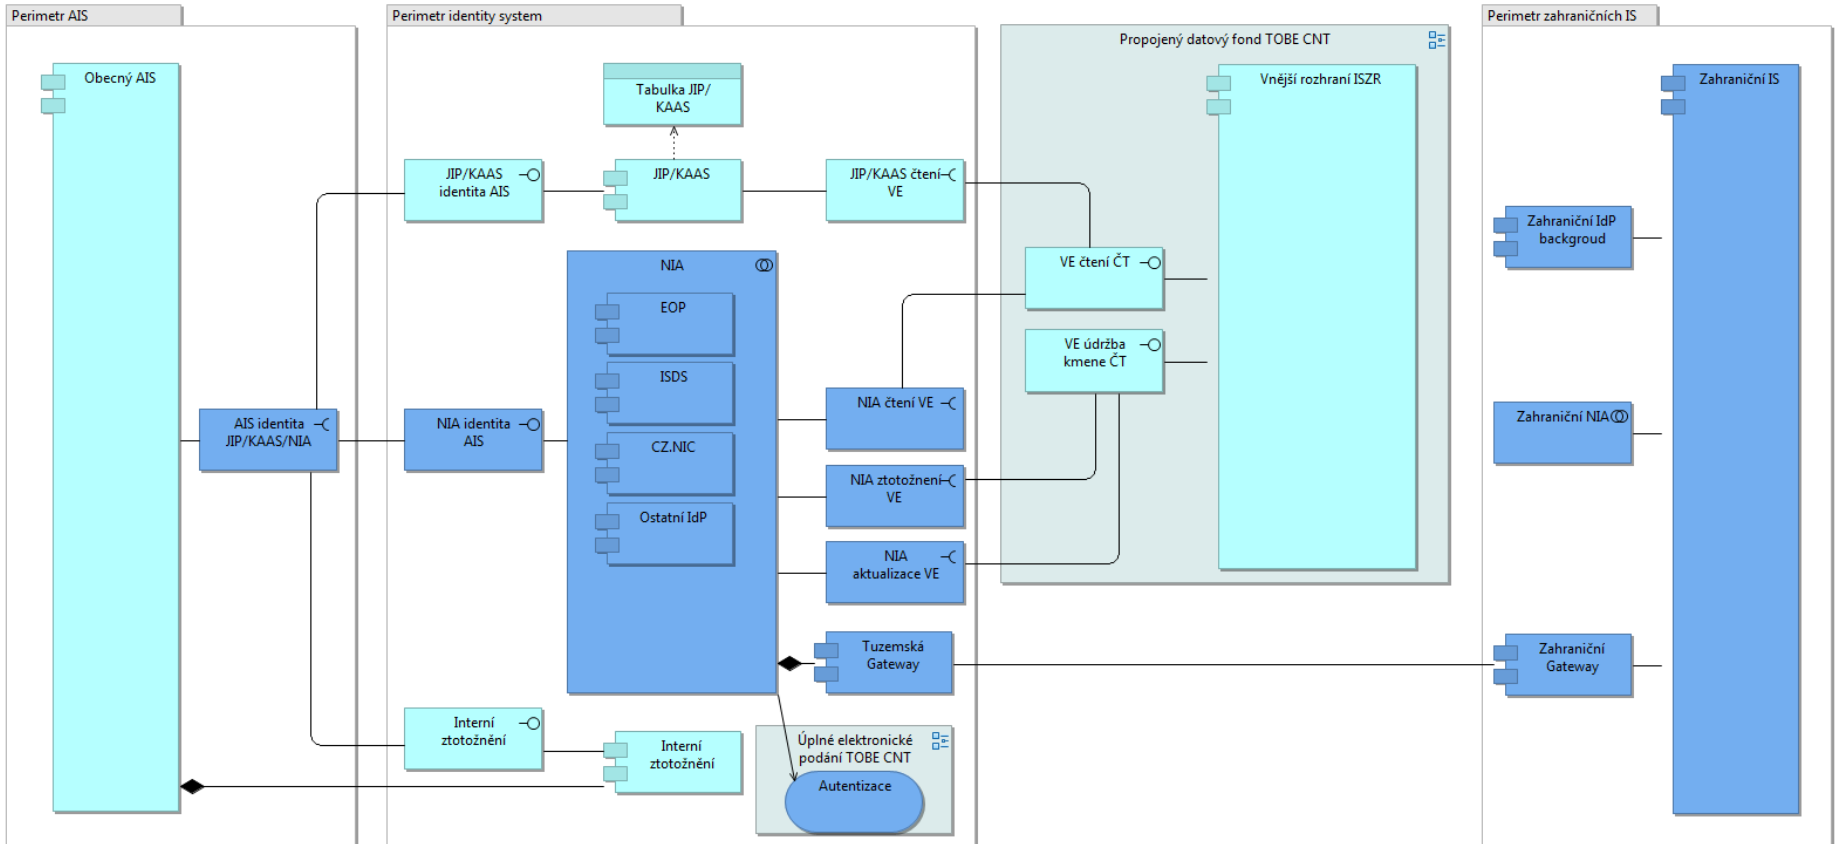 Perimetr AIS
Obecný AIS
AIS identita
JIP/KAAS/NIA
Perimetr identity system
Tabulka JIP/
KAAS
JIP/KAAS
identita AIS
JIP/KAAS
JIP/KAAS čtení
VE
NIA
EOP
ISDS
CZ.NIC
Ostatní IdP
NIA identita
AIS
NIA čtení VE
NIA ztotožnení
VE
NIA
aktualizace VE
Tuzemská
Gateway
Interní
ztotožnění
Interní
ztotožnění
Úplné elektronické
podání TOBE CNT
Autentizace
Propojený datový fond TOBE CNT
Vnější rozhraní ISZR
VE čtení ČT
VE údržba
kmene ČT
Perimetr zahraničních IS
Zahraniční IS
Zahraniční IdP
backgroud
Zahraniční NIA
Zahraniční
Gateway